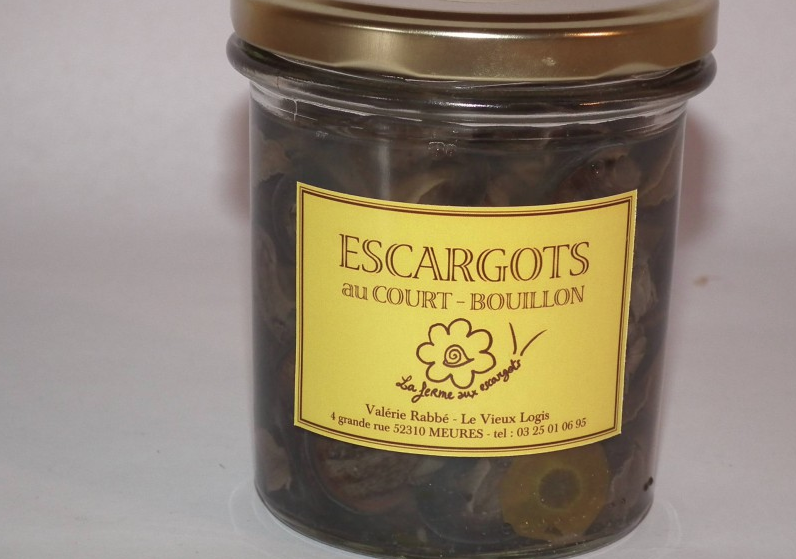 ESCARGOTS
au COURT - BOUILLON
La ferme aux escargots
Valérie Rabbé - Le Vieux Logis
4 grande rue 52310 MEURES - tel : 03 25 01 06 95